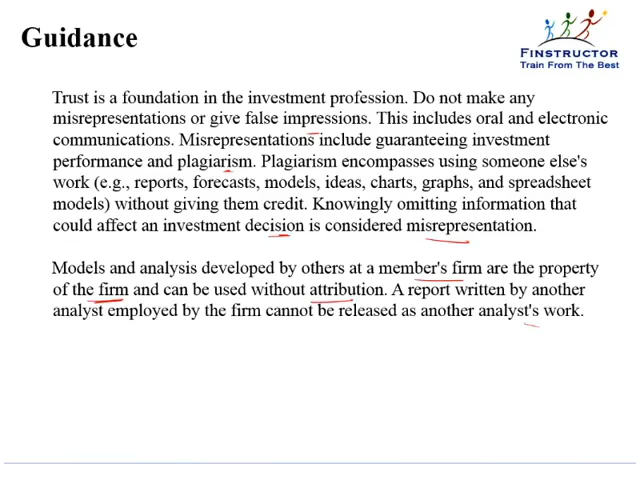 Guidance
FINSTRUCTOR
Train From The Best
Trust is a foundation in the investment profession. Do not make any
misrepresentations or give false impressions. This includes oral and electronic
communications. Misrepresentations include guaranteeing investment
performance and plagiarism. Plagiarism encompasses using someone else's
work (e.g., reports, forecasts, models, ideas, charts, graphs, and spreadsheet
models) without giving them credit. Knowingly omitting information that
could affect an investment decision is considered misrepresentation.
Models and analysis developed by others at a member's firm are the property
of the firm and can be used without attribution. A report written by another
analyst employed by the firm cannot be released as another analyst's work.